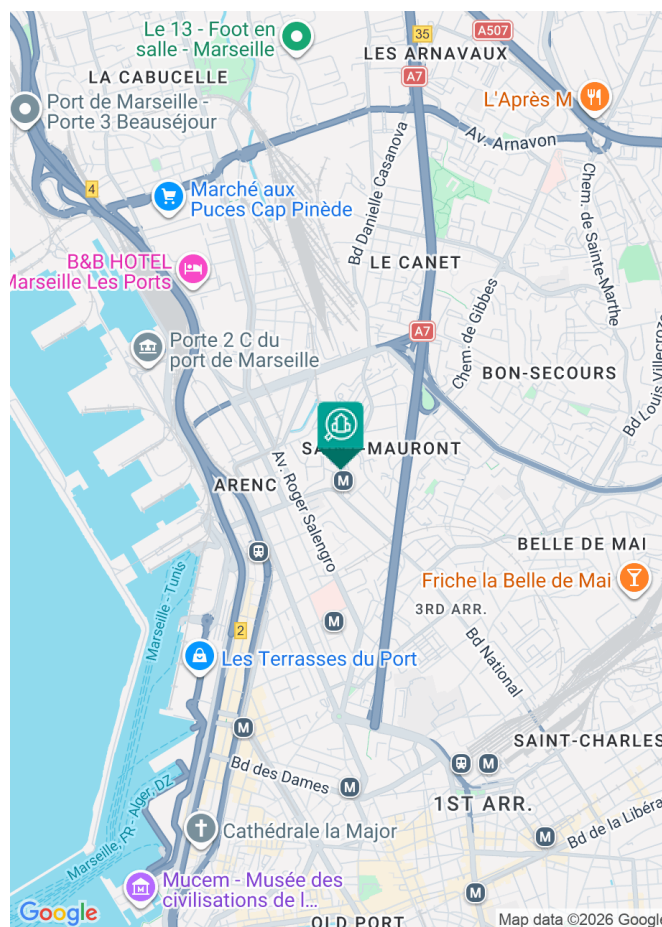 Le 13 - Foot en
salle - Marseille
35
A507
LES ARNAVAUX
LA CABUCELLE
A7
L'Après M
Port de Marseille -
Porte 3 Beauséjour
Av. Arnavon
4
Marché aux
Puces Cap Pinède
Bd Danielle Casanova
Chem. de Sainte-Marthe
B&B HOTEL
Marseille Les Ports
LE CANET
Chem. de Gibbes
A7
Porte 2 C du
port de Marseille
BON-SECOURS
Bd Louis Villecroze
-MAURONT
M
ARENC
Av. Roger Salengro
BELLE DE MAI
Marseille - Tunis
Friche la Belle de Mai
3RD ARR.
M
2
Les Terrasses du Port
Bd National
M
SAINT-CHARLES
M
Bd des Dames
M
1ST ARR.
Marseille, FR - Alger, DZ
Cathédrale la Major
M
Bd de la Libéra
Mucem - Musée des
civilisations de l...
M
Google
OLD PORT
Map data ©2026 Google